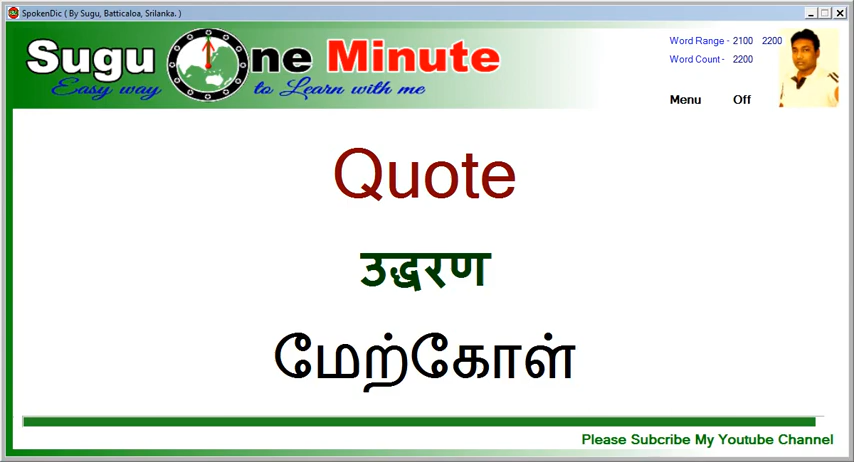 SpokenDic ( By Sugu, Batticaloa, Srilanka. )
Sugu One Minute
Easy way to Learn with me
Word Range - 2100 2200
Word Count - 2200
Menu Off
Quote
उद्धरण
மேற்கோள்
Please Subcribe My Youtube Channel